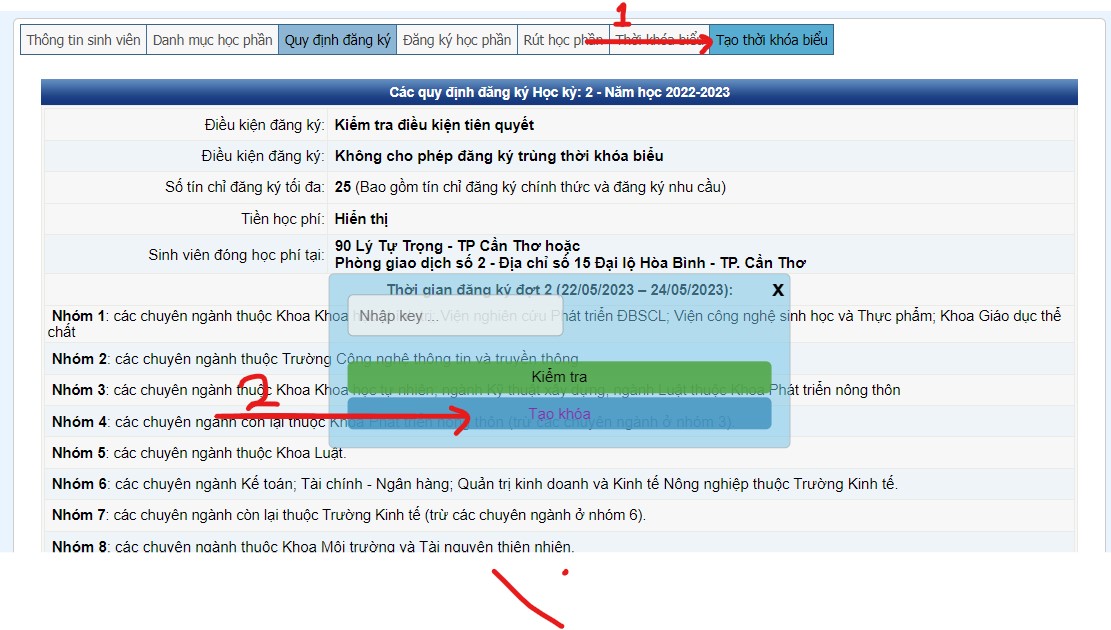 1
Thông tin sinh viên Danh mục học phần Quy định đăng ký Đăng ký học phần Rút học phần Thời khóa biểu Tạo thời khóa biểu
Các quy định đăng ký Học kỳ: 2 - Năm học 2022-2023
Điều kiện đăng ký: Kiểm tra điều kiện tiên quyết
Điều kiện đăng ký: Không cho phép đăng ký trùng thời khóa biểu
Số tín chỉ đăng ký tối đa: 25 (Bao gồm tín chỉ đăng ký chính thức và đăng ký nhu cầu)
Tiền học phí: Hiển thị
Sinh viên đóng học phí tại: 90 Lý Tự Trọng - TP Cần Thơ hoặc
Phòng giao dịch số 2 - Địa chỉ số 15 Đại lộ Hòa Bình - TP. Cần Thơ
Thời gian đăng ký đợt 2 (22/05/2023 – 24/05/2023): X
Nhập key ...
Nhóm 1: các chuyên ngành thuộc Khoa Khoa Viện nghiên cứu Phát triển ĐBSCL; Viện công nghệ sinh học và Thực phẩm; Khoa Giáo dục thể
chất
Nhóm 2: các chuyên ngành thuộc Trường Công nghệ thông tin và truyền thông
Kiểm tra
Nhóm 3: các chuyên ngành thuộc Khoa Khoa học tự nhiên; ngành Kỹ thuật xây dựng, ngành Luật thuộc Khoa Phát triển nông thôn
2
Tạo khóa
Nhóm 4: các chuyên ngành còn lại thuộc Khoa Phát triển nông thôn (trừ các chuyên ngành ở nhóm 3).
Nhóm 5: các chuyên ngành thuộc Khoa Luật.
Nhóm 6: các chuyên ngành Kế toán; Tài chính - Ngân hàng; Quản trị kinh doanh và Kinh tế Nông nghiệp thuộc Trường Kinh tế.
Nhóm 7: các chuyên ngành còn lại thuộc Trường Kinh tế (trừ các chuyên ngành ở nhóm 6).
Nhóm 8: các chuyên ngành thuộc Khoa Môi trường và Tài nguyên thiên nhiên.